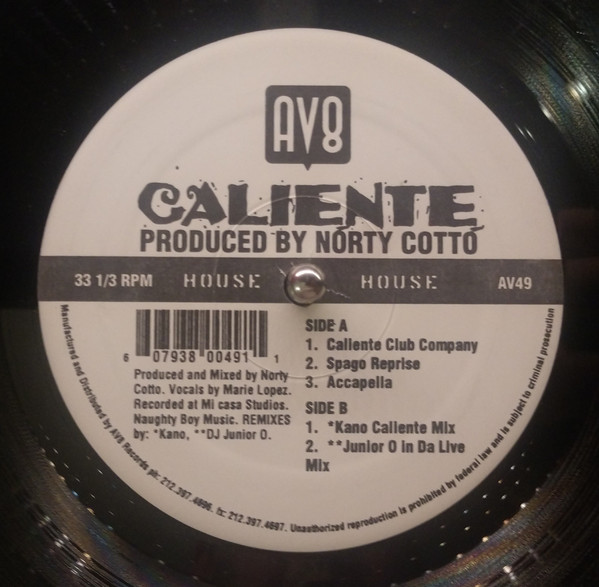 AV8
CALIENTE
PRODUCED BY NORTY COTTO
33 1/3 RPM HOUSE HOUSE AV49
6 07938 00491 1
Produced and Mixed by Norty
Cotto. Vocals by Marie Lopez.
Recorded at Mi casa Studios.
Naughty Boy Music. REMIXES
by: *Kano, **DJ Junior O.
SIDE A
1. Caliente Club Company
2. Spago Reprise
3. Accapella
SIDE B
1. *Kano Caliente Mix
2. **Junior O in Da Live
Mix
Manufactured and Distributed by AV8 Records ph: 212.397.4696. fx: 212.397.4697. Unauthorized reproduction is prohibited by federal law and is subject to criminal prosecution